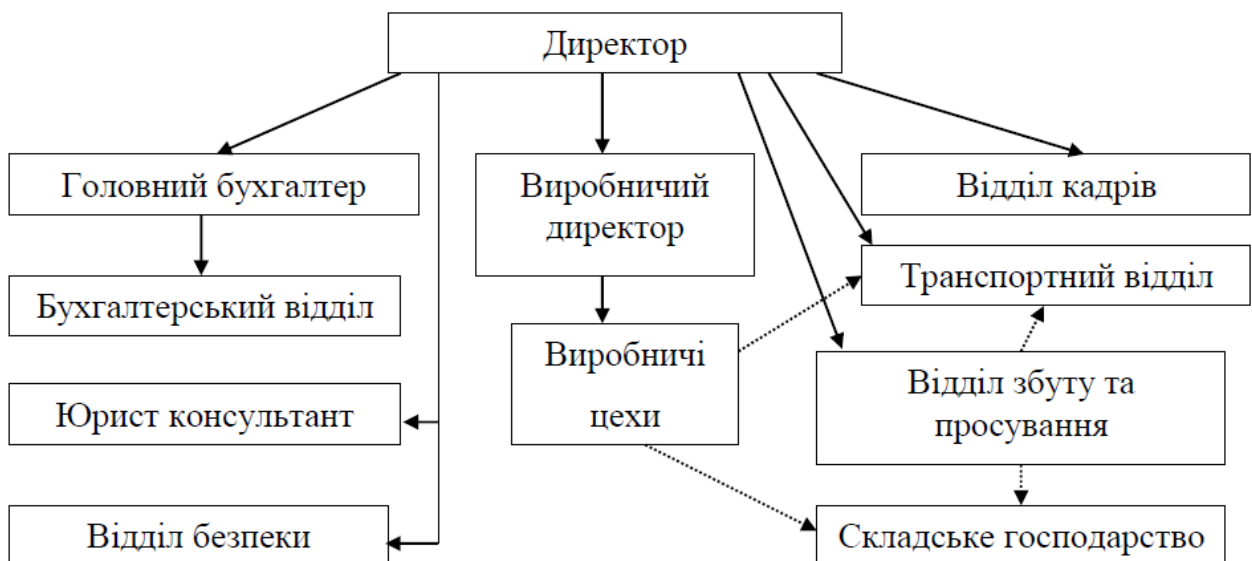 Директор
Головний бухгалтер
Виробничий
директор
Відділ кадрів
Транспортний відділ
Бухгалтерський відділ
Виробничі
цехи
Відділ збуту та
просування
Юрист консультант
Відділ безпеки
Складське господарство